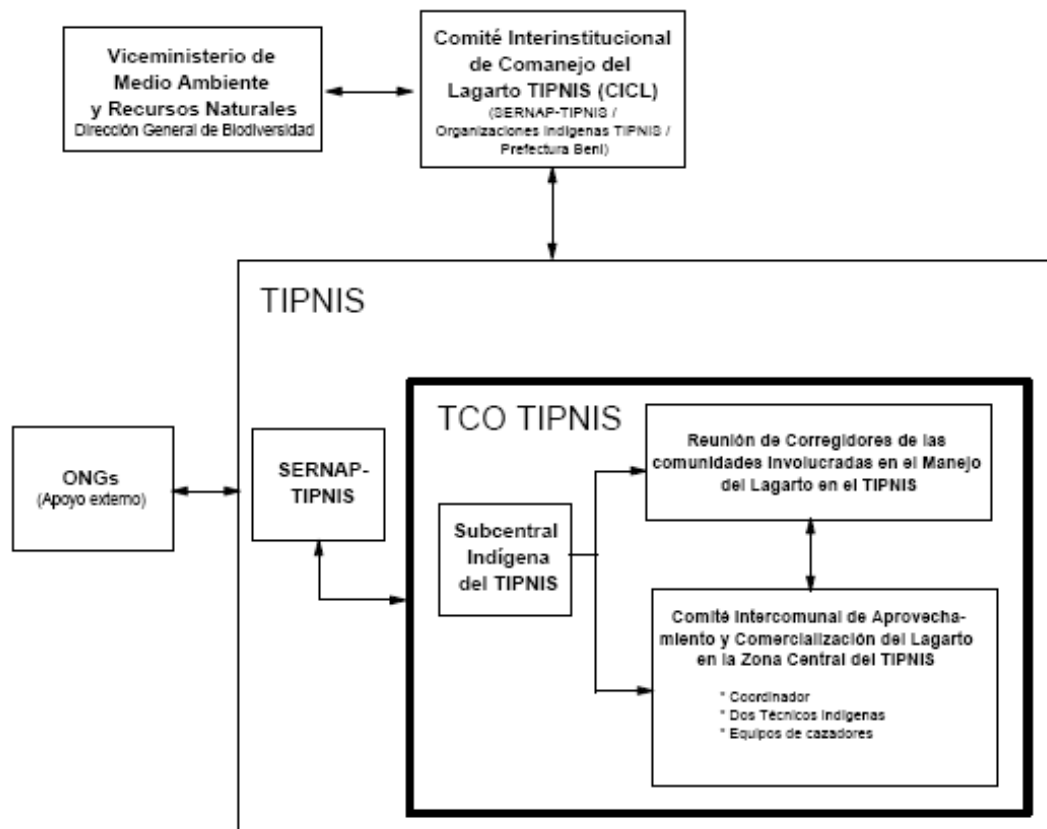 Viceministerio de
Medio Ambiente
y Recursos Naturales
Dirección General de Biodiversidad
Comité Interinstitucional
de Comanejo del
Lagarto TIPNIS (CICL)
(SERNAP-TIPNIS /
Organizaciones Indígenas TIPNIS /
Prefectura Beni)
TIPNIS
TCO TIPNIS
ONGs
(Apoyo externo)
SERNAP-
TIPNIS
Subcentral
Indígena
del TIPNIS
Reunión de Corregidores de las
comunidades Involucradas en el Manejo
del Lagarto en el TIPNIS
Comité Intercomunal de Aprovecha-
miento y Comercialización del Lagarto
en la Zona Central del TIPNIS
* Coordinador
* Dos Técnicos Indígenas
* Equipos de cazadores